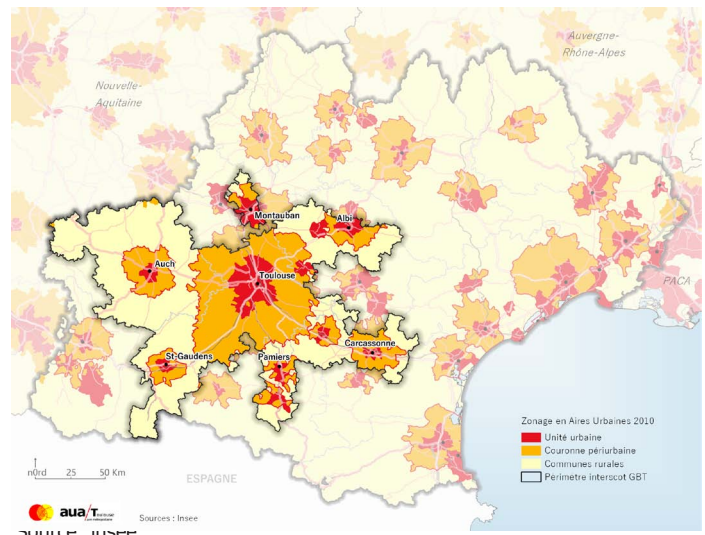 Auvergne-
Rhône-Alpes
Nouvelle-
Aquitaine
Montauban
Albi
Auch
Toulouse
PACA
Carcassonne
St-Gaudens
Pamiers
Zonage en Aires Urbaines 2010
Unité urbaine
Couronne périurbaine
Communes rurales
Perimetre interscot GBT
n0rd 25 50 Km
ESPAGNE
aua/T
Sources : Insee